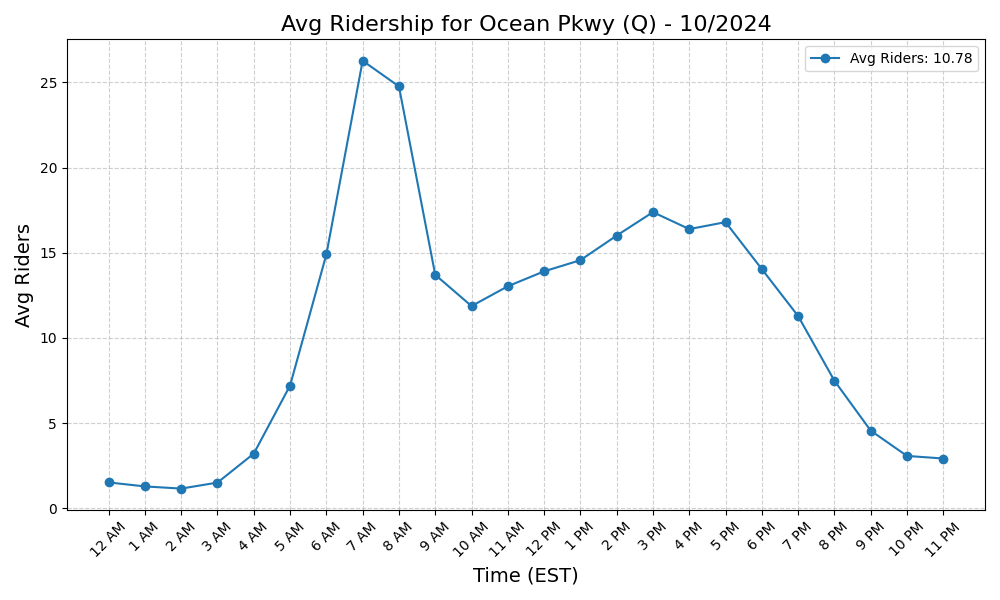 Avg Ridership for Ocean Pkwy (Q) - 10/2024
Avg Riders: 10.78
Avg Riders
25
20
15
10
5
0
12 AM
1 AM
2 AM
3 AM
4 AM
5 AM
6 AM
7 AM
8 AM
9 AM
10 AM
11 AM
12 PM
1 PM
2 PM
3 PM
4 PM
5 PM
6 PM
7 PM
8 PM
9 PM
10 PM
11 PM
Time (EST)